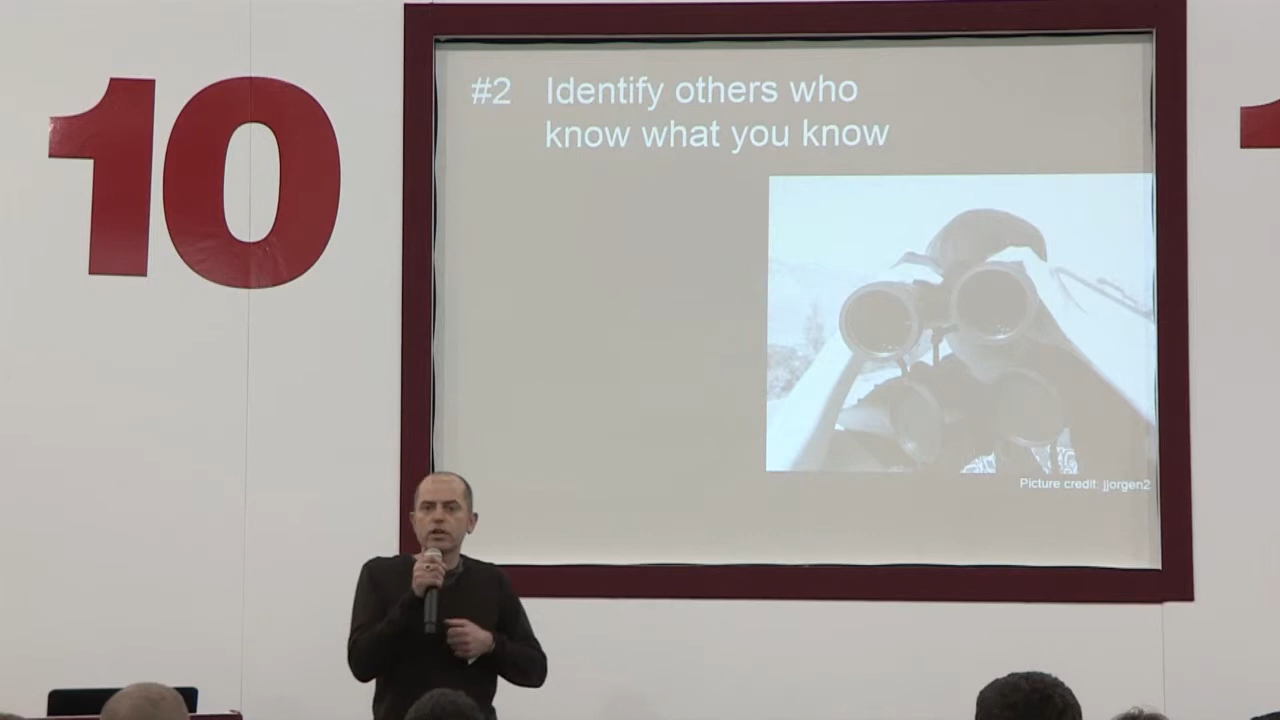 10
#2 Identify others who
know what you know
Picture credit: jjorgen2